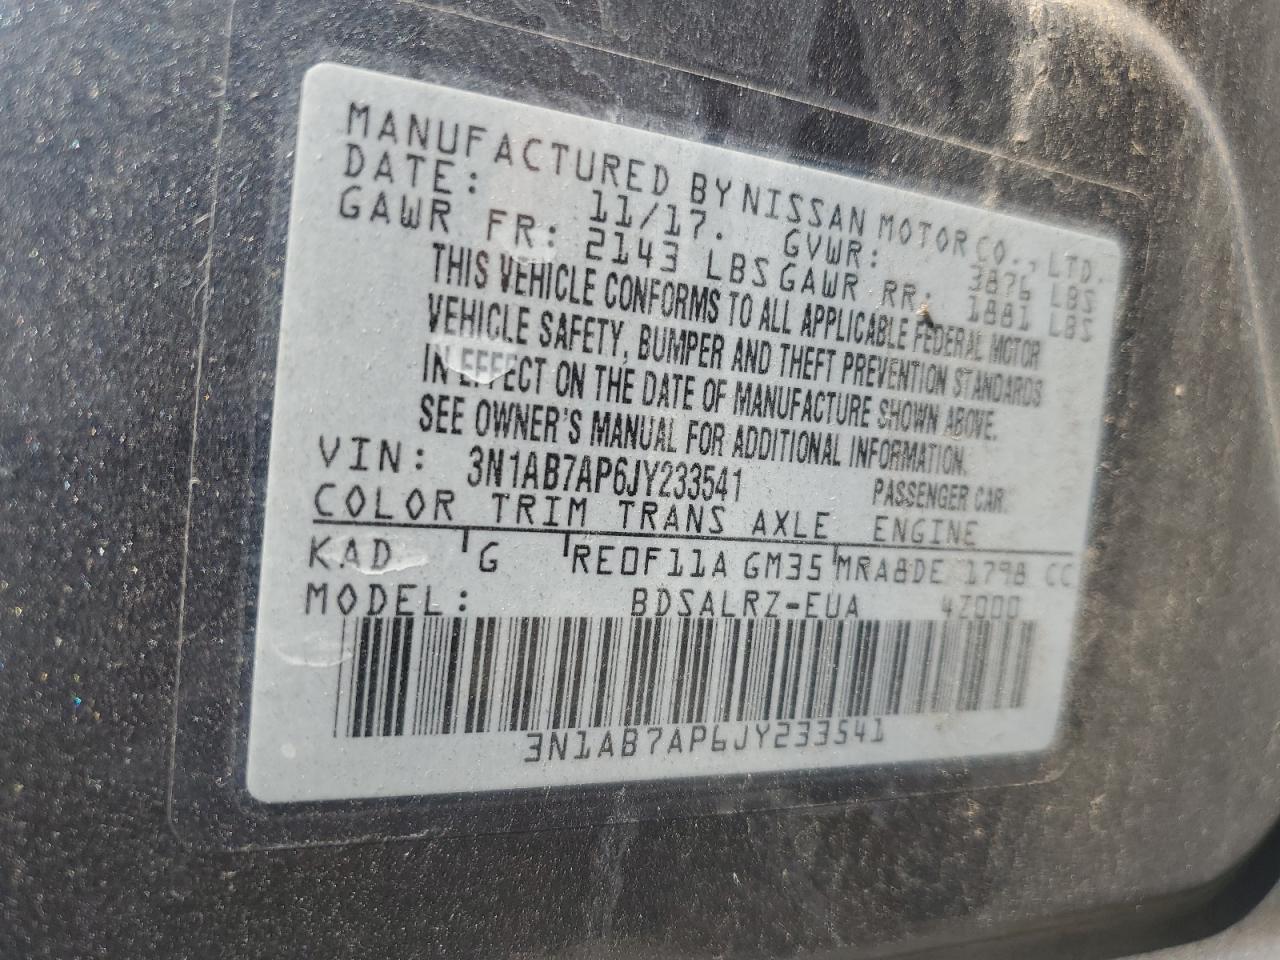 MANUFACTURED BY NISSAN MOTOR CO., LTD.
DATE: 11/17. GVWR: 3876 LBS
GAWR FR: 2143 LBS GAWR RR: 1881 LBS
THIS VEHICLE CONFORMS TO ALL APPLICABLE FEDERAL MOTOR
VEHICLE SAFETY, BUMPER AND THEFT PREVENTION STANDARDS
IN EFFECT ON THE DATE OF MANUFACTURE SHOWN ABOVE.
SEE OWNER'S MANUAL FOR ADDITIONAL INFORMATION.
VIN: 3N1AB7AP6JY233541 PASSENGER CAR
COLOR TRIM TRANS AXLE ENGINE
KAD G RE0F11A GM35 MRA8DE 1798 CC
MODEL: BDSALRZ-EUA 4Z000
3N1AB7AP6JY233541